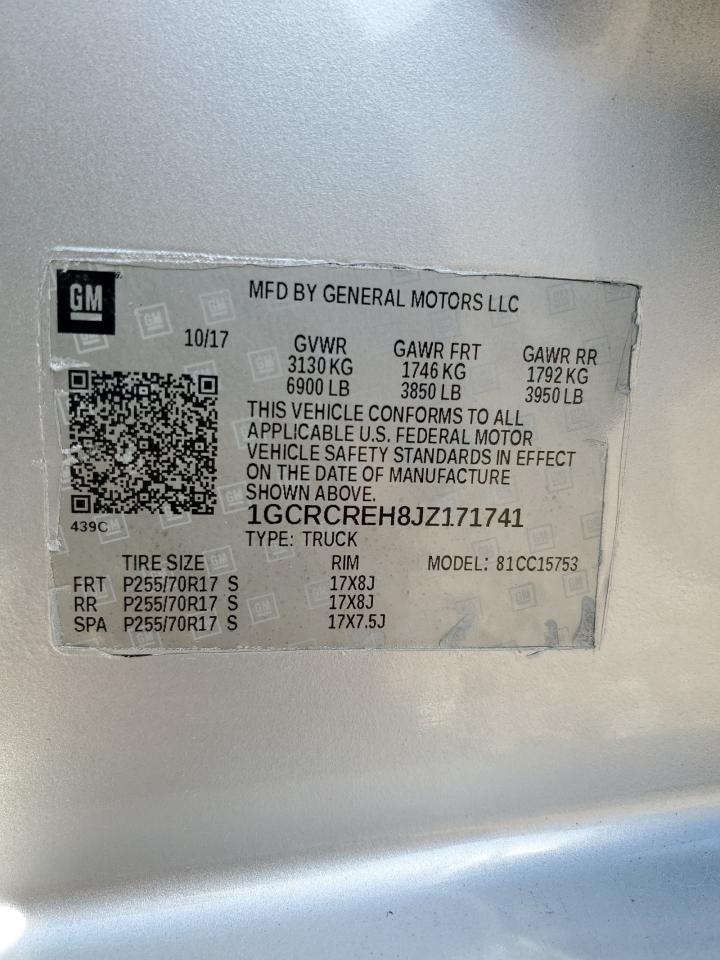 GM
MFD BY GENERAL MOTORS LLC
10/17
GVWR GAWR FRT GAWR RR
3130 KG 1746 KG 1792 KG
6900 LB 3850 LB 3950 LB
THIS VEHICLE CONFORMS TO ALL
APPLICABLE U.S. FEDERAL MOTOR
VEHICLE SAFETY STANDARDS IN EFFECT
ON THE DATE OF MANUFACTURE
SHOWN ABOVE.
439C
1GCRCREH8JZ171741
TYPE: TRUCK
TIRE SIZE RIM MODEL: 81CC15753
FRT P255/70R17 S 17X8J
RR P255/70R17 S 17X8J
SPA P255/70R17 S 17X7.5J